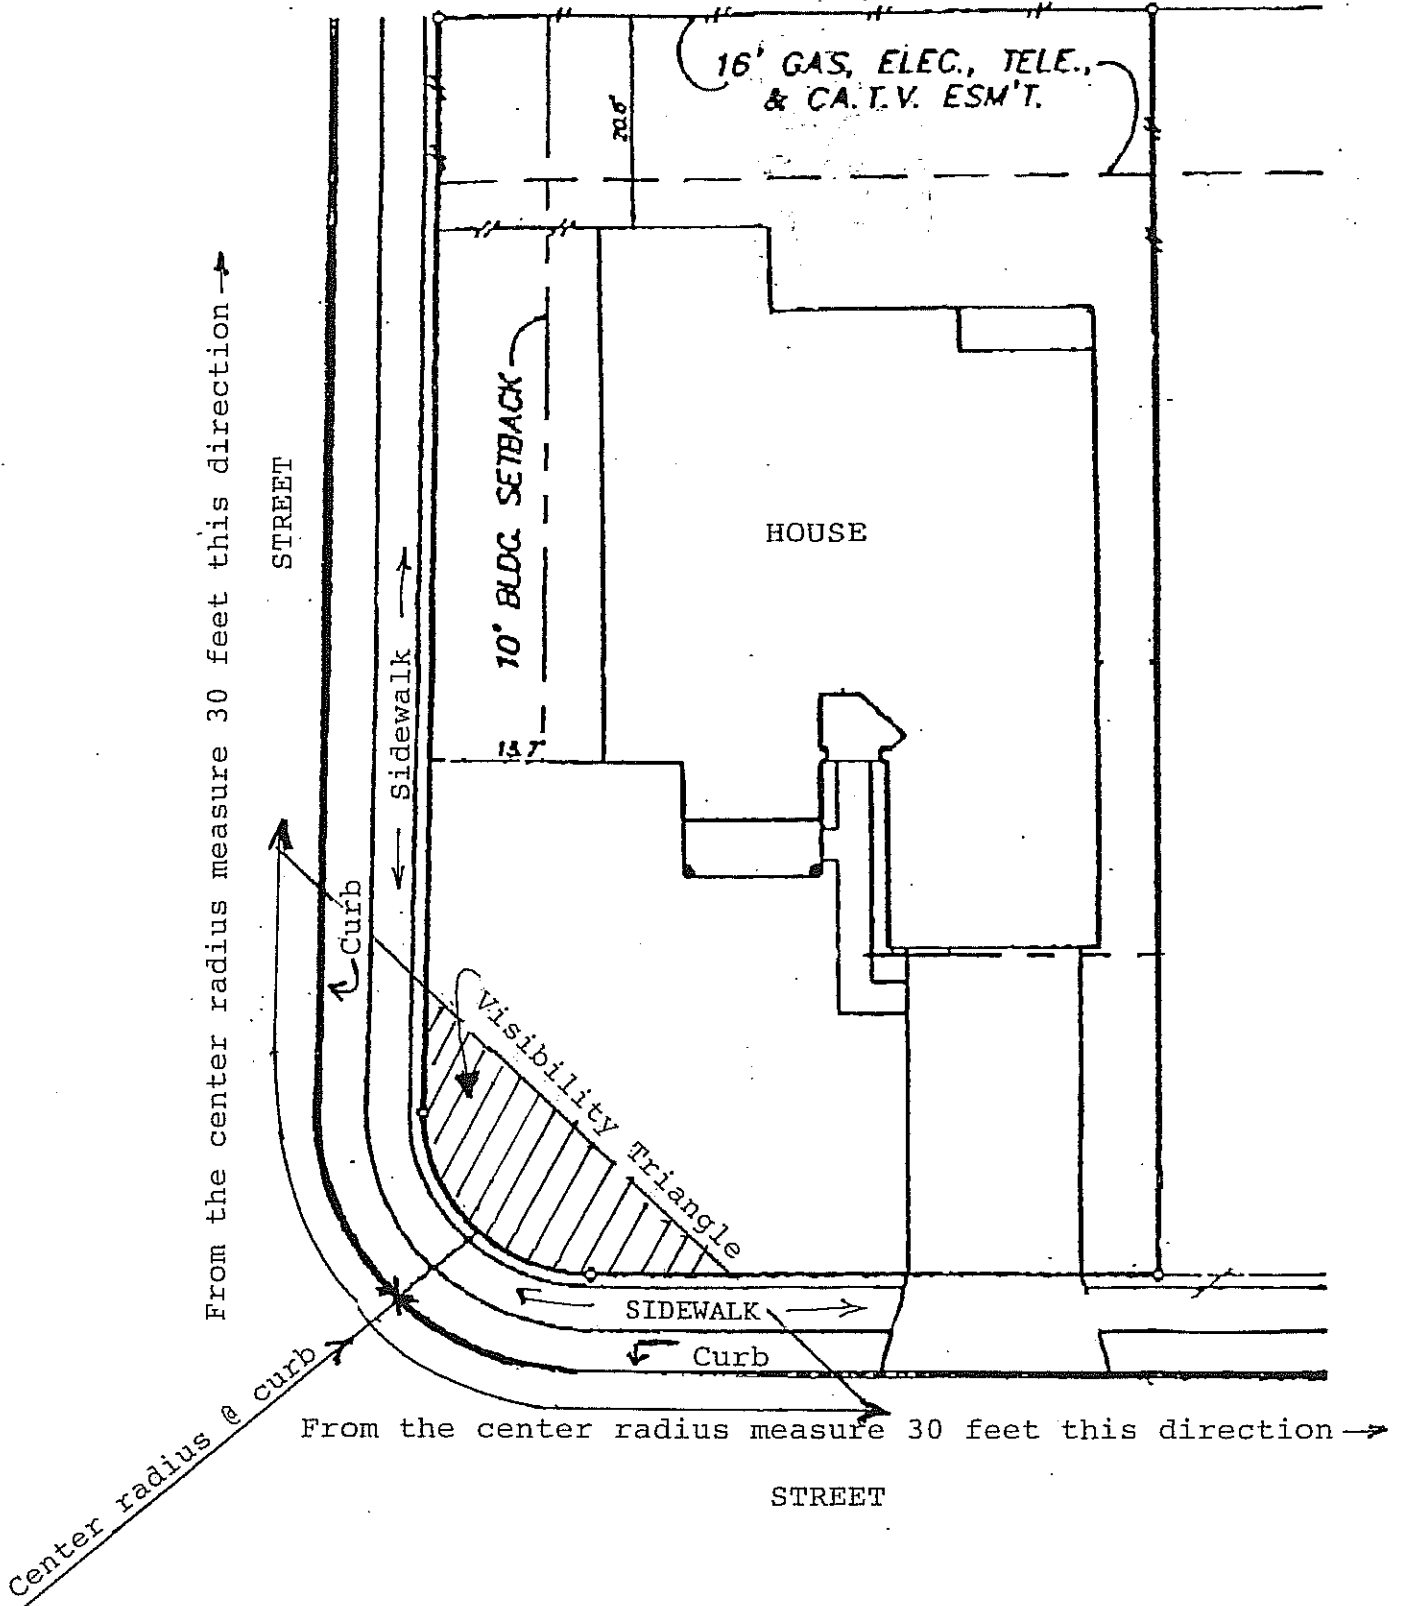 16' GAS, ELEC., TELE.,
& CA.T.V. ESM'T.
20.6'
From the center radius measure 30 feet this direction →
STREET
10' BLDG. SETBACK
HOUSE
Sidewalk
13.7'
Curb
Visibility Triangle
SIDEWALK
Curb
Center radius @ curb
From the center radius measure 30 feet this direction →
STREET